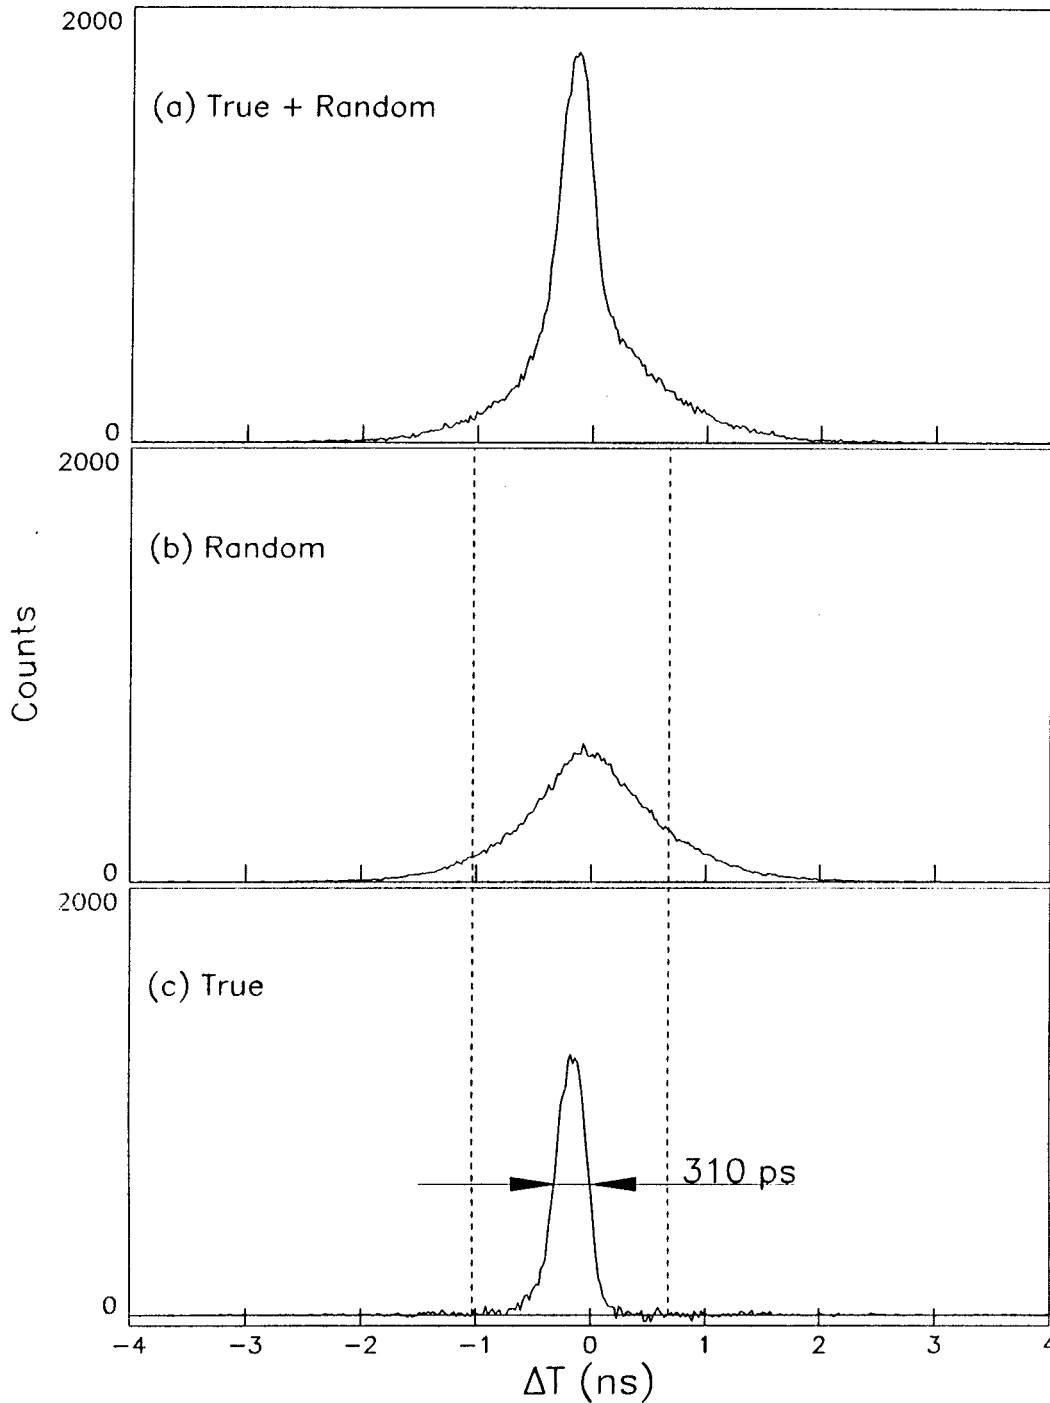 2000
(a) True + Random
0
2000
(b) Random
Counts
0
2000
(c) True
310 ps
0
-4 -3 -2 -1 0 1 2 3 4
ΔT (ns)